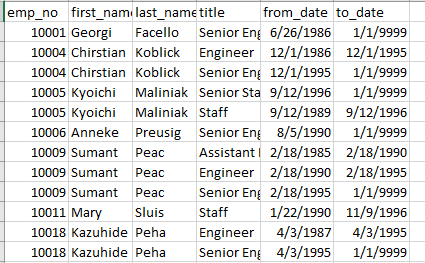 emp_no first_name last_name title from_date to_date
10001 Georgi Facello Senior Eng 6/26/1986 1/1/9999
10004 Chirstian Koblick Engineer 12/1/1986 12/1/1995
10004 Chirstian Koblick Senior Eng 12/1/1995 1/1/9999
10005 Kyoichi Maliniak Senior Sta 9/12/1996 1/1/9999
10005 Kyoichi Maliniak Staff 9/12/1989 9/12/1996
10006 Anneke Preusig Senior Eng 8/5/1990 1/1/9999
10009 Sumant Peac Assistant 2/18/1985 2/18/1990
10009 Sumant Peac Engineer 2/18/1990 2/18/1995
10009 Sumant Peac Senior Eng 2/18/1995 1/1/9999
10011 Mary Sluis Staff 1/22/1990 11/9/1996
10018 Kazuhide Peha Engineer 4/3/1987 4/3/1995
10018 Kazuhide Peha Senior Eng 4/3/1995 1/1/9999